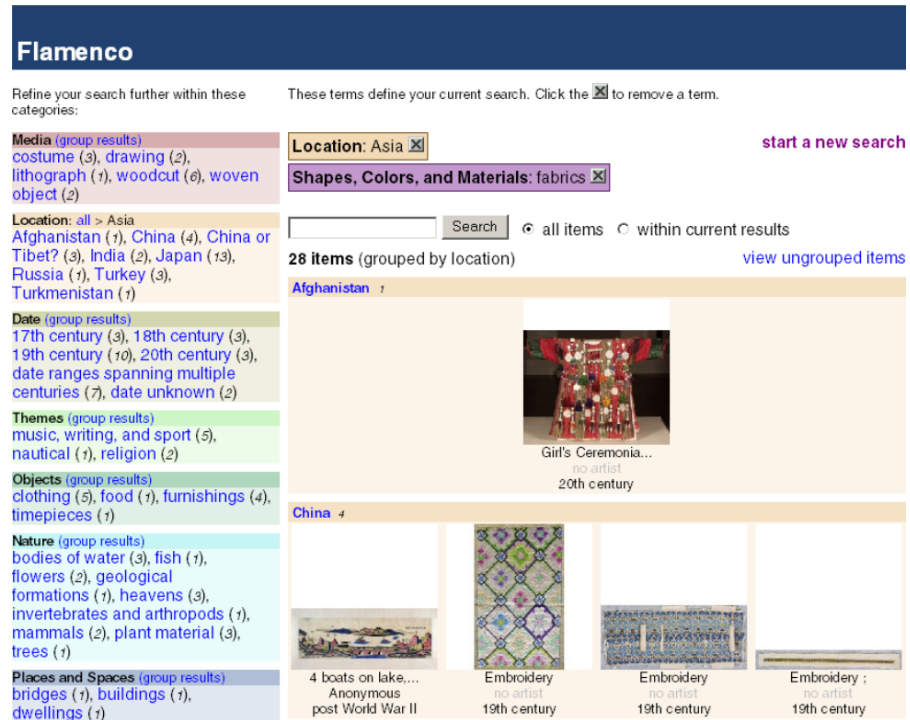 Flamenco
Refine your search further within these
categories:
Media (group results)
costume (3), drawing (2),
lithograph (1), woodcut (6), woven
object (2)
Location: all > Asia
Afghanistan (1), China (4), China or
Tibet? (3), India (2), Japan (13),
Russia (1), Turkey (3),
Turkmenistan (1)
Date (group results)
17th century (3), 18th century (3),
19th century (10), 20th century (3),
date ranges spanning multiple
centuries (7), date unknown (2)
Themes (group results)
music, writing, and sport (5),
nautical (1), religion (2)
Objects (group results)
clothing (5), food (1), furnishings (4),
timepieces (1)
Nature (group results)
bodies of water (3), fish (1),
flowers (2), geological
formations (1), heavens (3),
invertebrates and arthropods (1),
mammals (2), plant material (3),
trees (1)
Places and Spaces (group results)
bridges (1), buildings (1),
dwellings (1)
These terms define your current search. Click the X to remove a term.
Location: Asia X
start a new search
Shapes, Colors, and Materials: fabrics X
Search all items within current results
28 items (grouped by location)
view ungrouped items
Afghanistan 1
Girl's Ceremonia...
no artist
20th century
China 4
4 boats on lake,...
Anonymous
post World War II
Embroidery
no artist
19th century
Embroidery
no artist
19th century
Embroidery ;
no artist
19th century